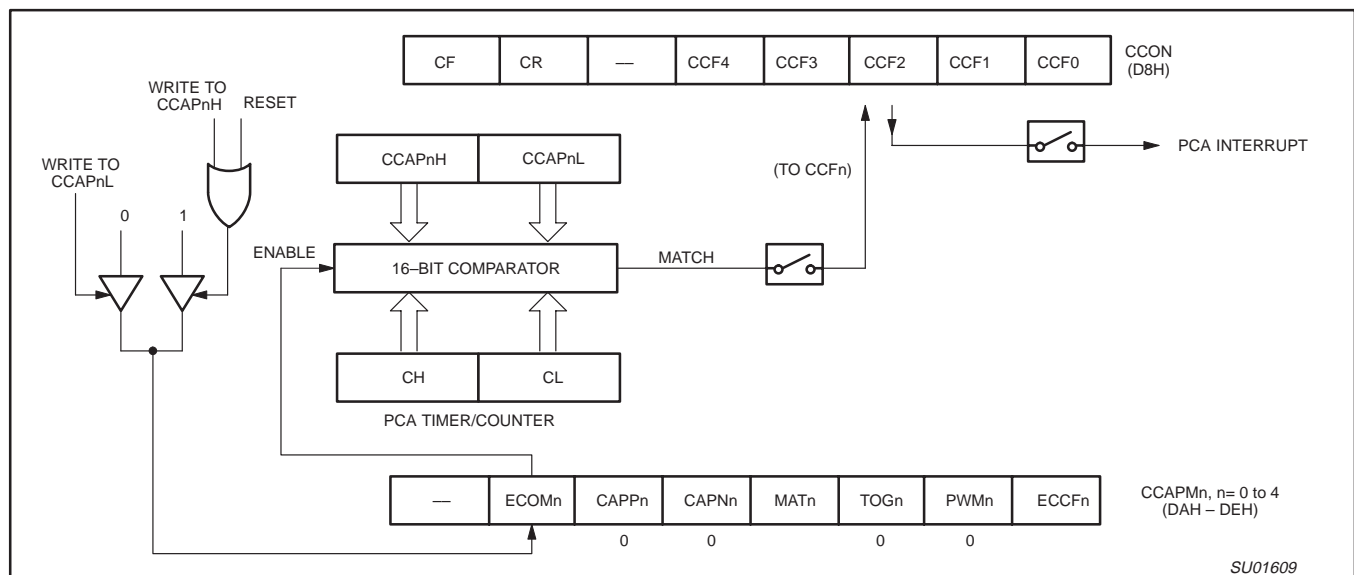 CF CR — CCF4 CCF3 CCF2 CCF1 CCF0
CCON
(D8H)
WRITE TO
CCAPnH
RESET
WRITE TO
CCAPnL
0
1
CCAPnH CCAPnL
(TO CCFn)
PCA INTERRUPT
ENABLE
16–BIT COMPARATOR
MATCH
CH CL
PCA TIMER/COUNTER
— ECOMn CAPPn CAPNn MATn TOGn PWMn ECCFn
CCAPMn, n= 0 to 4
(DAH – DEH)
0 0 0 0
SU01609